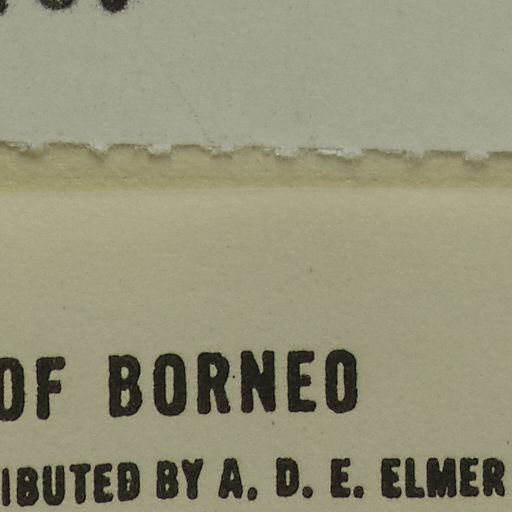 OF BORNEO
IBUTED BY A. D. E. ELMER